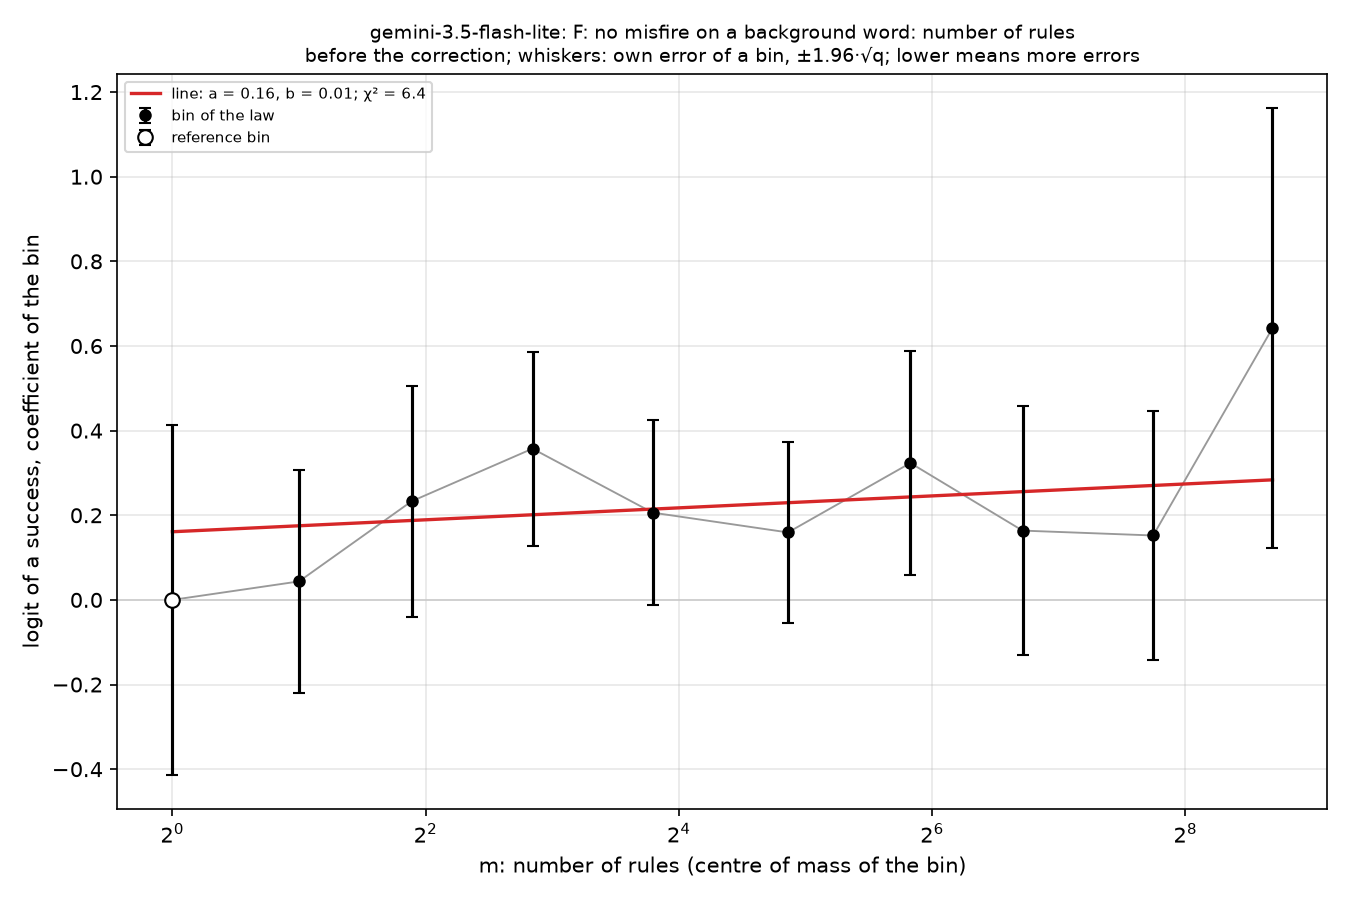 gemini-3.5-flash-lite: F: no misfire on a background word: number of rules
before the correction; whiskers: own error of a bin, ±1.96·√q; lower means more errors
line: a = 0.16, b = 0.01; χ² = 6.4
bin of the law
reference bin
1.2
1.0
0.8
0.6
0.4
0.2
0.0
−0.2
−0.4
logit of a success, coefficient of the bin
2⁰ 2² 2⁴ 2⁶ 2⁸
m: number of rules (centre of mass of the bin)